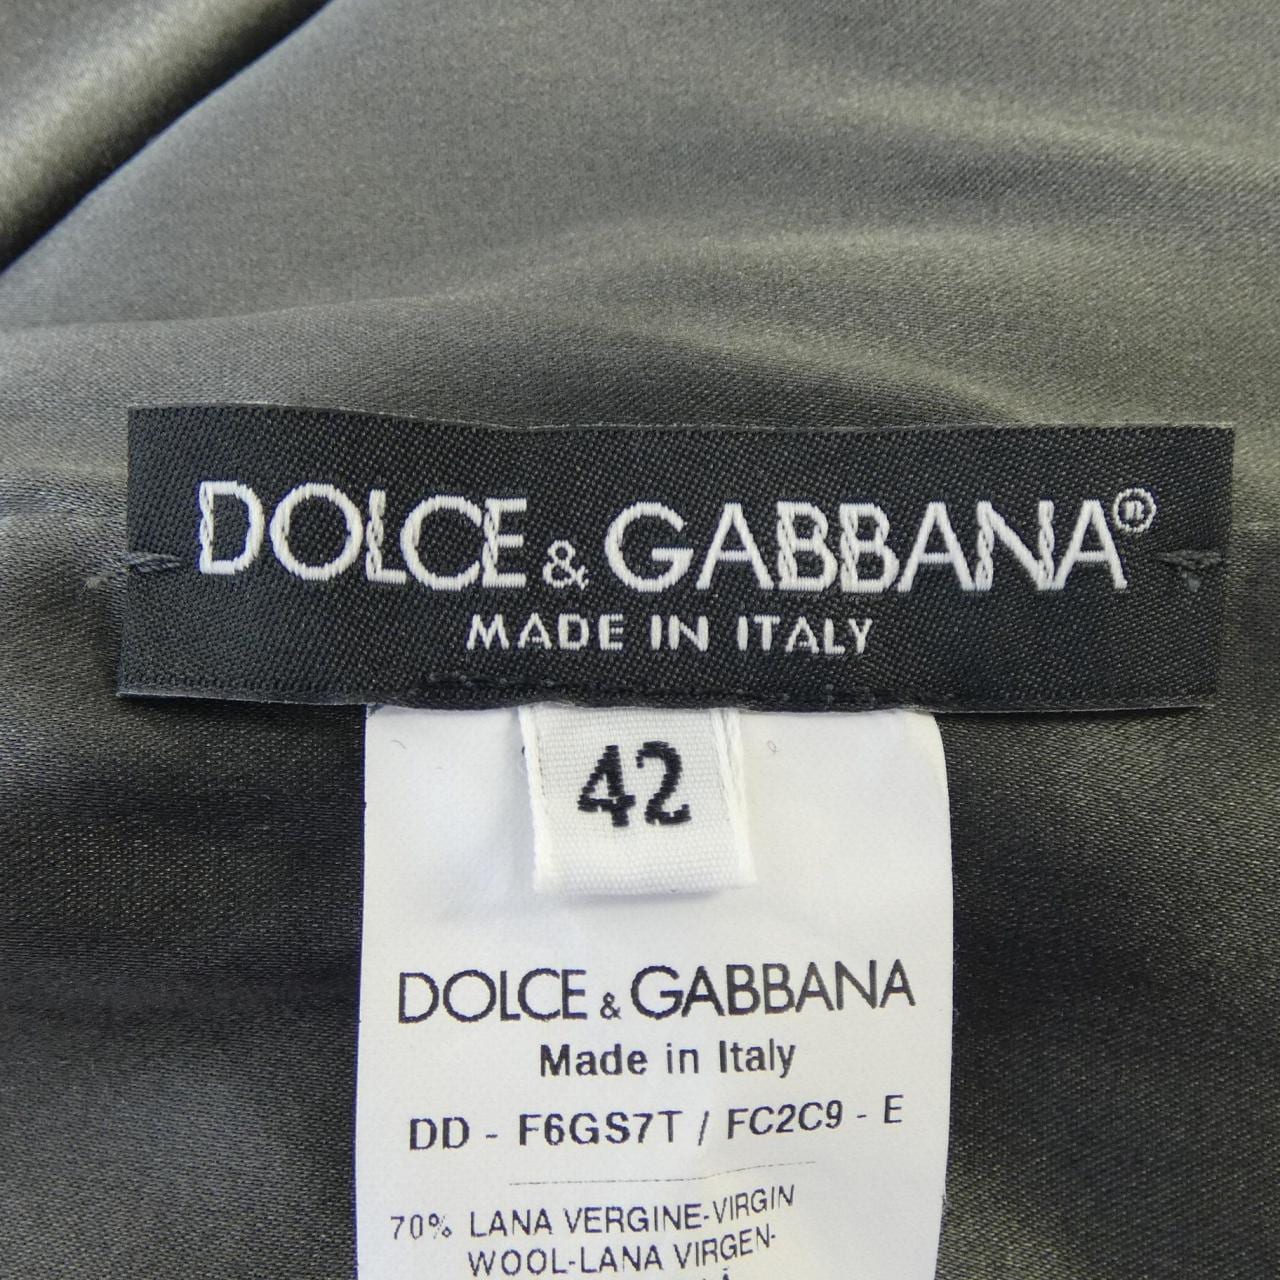 DOLCE & GABBANA®
MADE IN ITALY
42
DOLCE & GABBANA
Made in Italy
DD - F6GS7T / FC2C9 - E
70% LANA VERGINE-VIRGIN
WOOL-LANA VIRGEN-